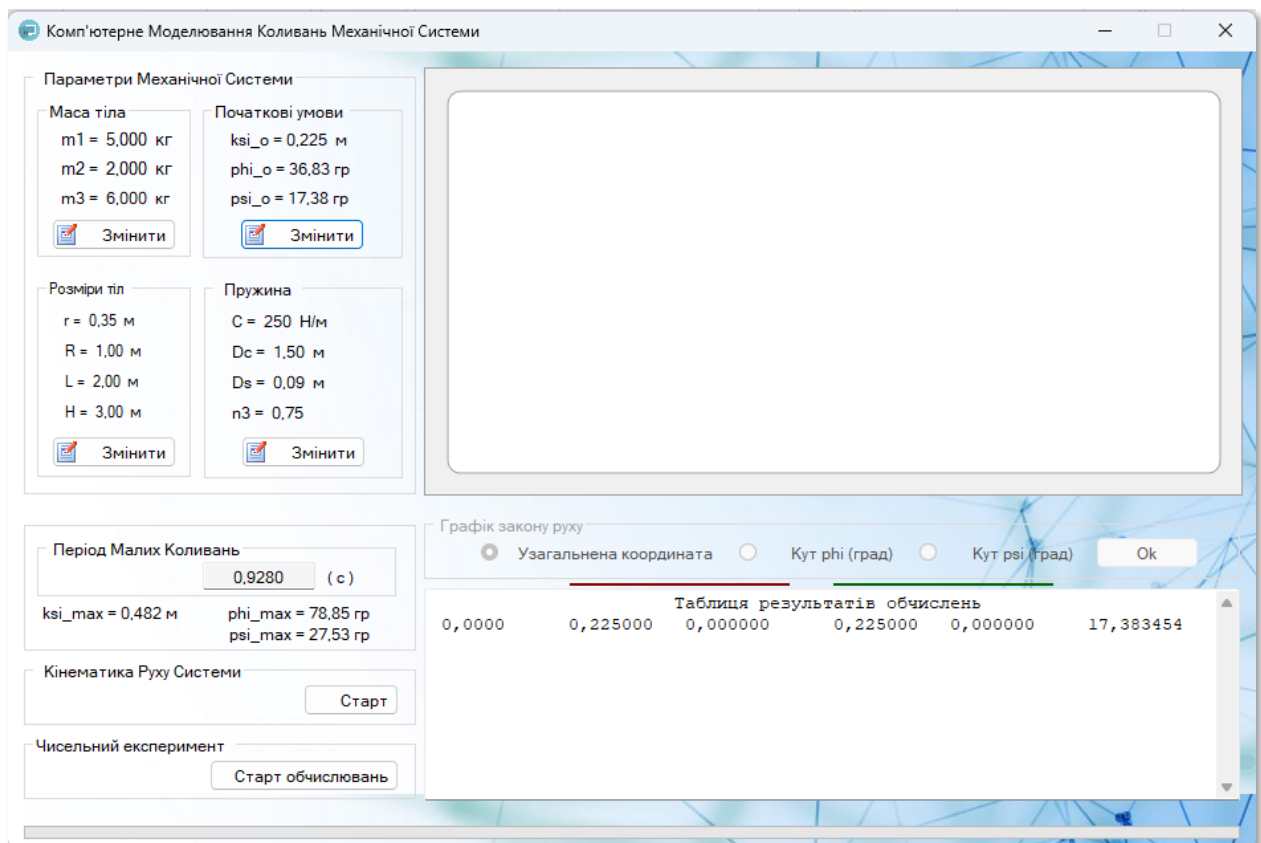 Комп'ютерне Моделювання Коливань Механічної Системи
Параметри Механічної Системи
Маса тіла
m1 = 5,000 кг
m2 = 2,000 кг
m3 = 6,000 кг
Змінити
Початкові умови
ksi_o = 0,225 м
phi_o = 36,83 гр
psi_o = 17,38 гр
Змінити
Розміри тіл
r = 0,35 м
R = 1,00 м
L = 2,00 м
H = 3,00 м
Змінити
Пружина
C = 250 Н/м
Dc = 1,50 м
Ds = 0,09 м
n3 = 0,75
Змінити
Період Малих Коливань
0,9280 ( с )
ksi_max = 0,482 м phi_max = 78,85 гр
psi_max = 27,53 гр
Кінематика Руху Системи
Старт
Чисельний експеримент
Старт обчислювань
Графік закону руху
Узагальнена координата Кут phi (град) Кут psi (град) Ok
Таблиця результатів обчислень
0,0000 0,225000 0,000000 0,225000 0,000000 17,383454